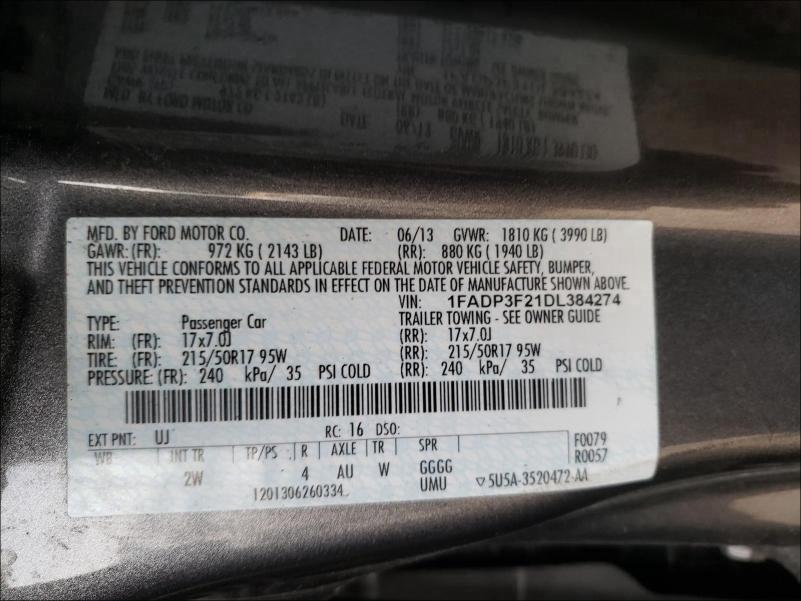 MFD. BY FORD MOTOR CO. DATE: 06/13 GVWR: 1810 KG ( 3990 LB)
GAWR: (FR): 972 KG ( 2143 LB) (RR): 880 KG ( 1940 LB)
THIS VEHICLE CONFORMS TO ALL APPLICABLE FEDERAL MOTOR VEHICLE SAFETY, BUMPER,
AND THEFT PREVENTION STANDARDS IN EFFECT ON THE DATE OF MANUFACTURE SHOWN ABOVE.
VIN: 1FADP3F21DL384274
TYPE: Passenger Car TRAILER TOWING - SEE OWNER GUIDE
RIM: (FR): 17x7.0J (RR): 17x7.0J
TIRE: (FR): 215/50R17 95W (RR): 215/50R17 95W
PRESSURE: (FR): 240 kPa/ 35 PSI COLD (RR): 240 kPa/ 35 PSI COLD
EXT PNT: UJ RC: 16 DSO: F0079
WB INT TR TP/PS R AXLE TR SPR R0057
2W 4 AU W GGGG
1201306260334 UMU ▽5U5A-3520472-AA